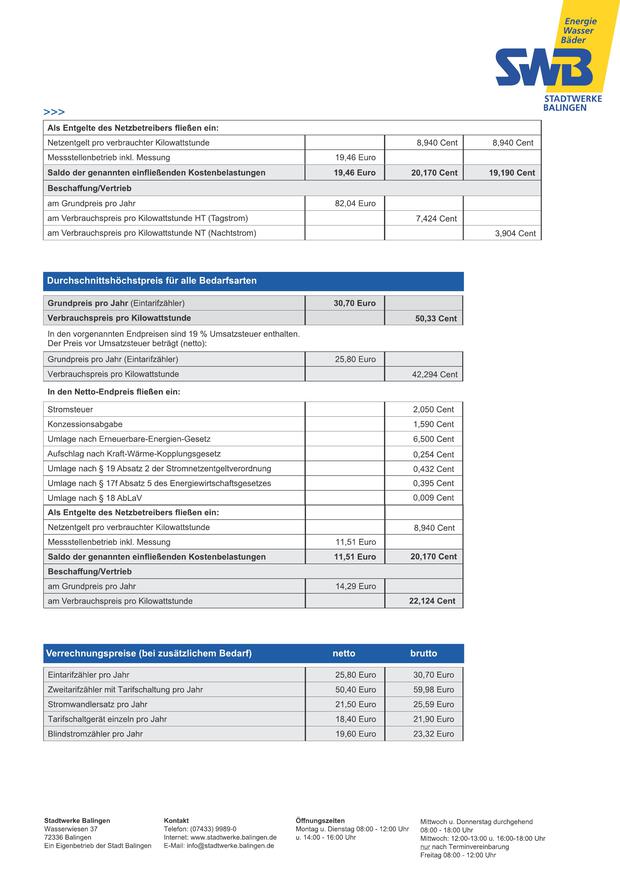 Energie
Wasser
Bäder
SWB
STADTWERKE
BALINGEN
>>>
Als Entgelte des Netzbetreibers fließen ein:
Netzentgelt pro verbrauchter Kilowattstunde 8,940 Cent 8,940 Cent
Messstellenbetrieb inkl. Messung 19,46 Euro
Saldo der genannten einfließenden Kostenbelastungen 19,46 Euro 20,170 Cent 19,190 Cent
Beschaffung/Vertrieb
am Grundpreis pro Jahr 82,04 Euro
am Verbrauchspreis pro Kilowattstunde HT (Tagstrom) 7,424 Cent
am Verbrauchspreis pro Kilowattstunde NT (Nachtstrom) 3,904 Cent
Durchschnittshöchstpreis für alle Bedarfsarten
Grundpreis pro Jahr (Eintarifzähler) 30,70 Euro
Verbrauchspreis pro Kilowattstunde 50,33 Cent
In den vorgenannten Endpreisen sind 19 % Umsatzsteuer enthalten.
Der Preis vor Umsatzsteuer beträgt (netto):
Grundpreis pro Jahr (Eintarifzähler) 25,80 Euro
Verbrauchspreis pro Kilowattstunde 42,294 Cent
In den Netto-Endpreis fließen ein:
Stromsteuer 2,050 Cent
Konzessionsabgabe 1,590 Cent
Umlage nach Erneuerbare-Energien-Gesetz 6,500 Cent
Aufschlag nach Kraft-Wärme-Kopplungsgesetz 0,254 Cent
Umlage nach § 19 Absatz 2 der Stromnetzentgeltverordnung 0,432 Cent
Umlage nach § 17f Absatz 5 des Energiewirtschaftsgesetzes 0,395 Cent
Umlage nach § 18 AbLaV 0,009 Cent
Als Entgelte des Netzbetreibers fließen ein:
Netzentgelt pro verbrauchter Kilowattstunde 8,940 Cent
Messstellenbetrieb inkl. Messung 11,51 Euro
Saldo der genannten einfließenden Kostenbelastungen 11,51 Euro 20,170 Cent
Beschaffung/Vertrieb
am Grundpreis pro Jahr 14,29 Euro
am Verbrauchspreis pro Kilowattstunde 22,124 Cent
Verrechnungspreise (bei zusätzlichem Bedarf) netto brutto
Eintarifzähler pro Jahr 25,80 Euro 30,70 Euro
Zweitarifzähler mit Tarifschaltung pro Jahr 50,40 Euro 59,98 Euro
Stromwandlersatz pro Jahr 21,50 Euro 25,59 Euro
Tarifschaltgerät einzeln pro Jahr 18,40 Euro 21,90 Euro
Blindstromzähler pro Jahr 19,60 Euro 23,32 Euro
Stadtwerke Balingen
Wasserwiesen 37
72336 Balingen
Ein Eigenbetrieb der Stadt Balingen
Kontakt
Telefon: (07433) 9989-0
Internet: www.stadtwerke.balingen.de
E-Mail: info@stadtwerke.balingen.de
Öffnungszeiten
Montag u. Dienstag 08:00 - 12:00 Uhr
u. 14:00 - 16:00 Uhr
Mittwoch u. Donnerstag durchgehend
08:00 - 18:00 Uhr
Mittwoch: 12:00-13:00 u. 16:00-18:00 Uhr
nur nach Terminvereinbarung
Freitag 08:00 - 12:00 Uhr